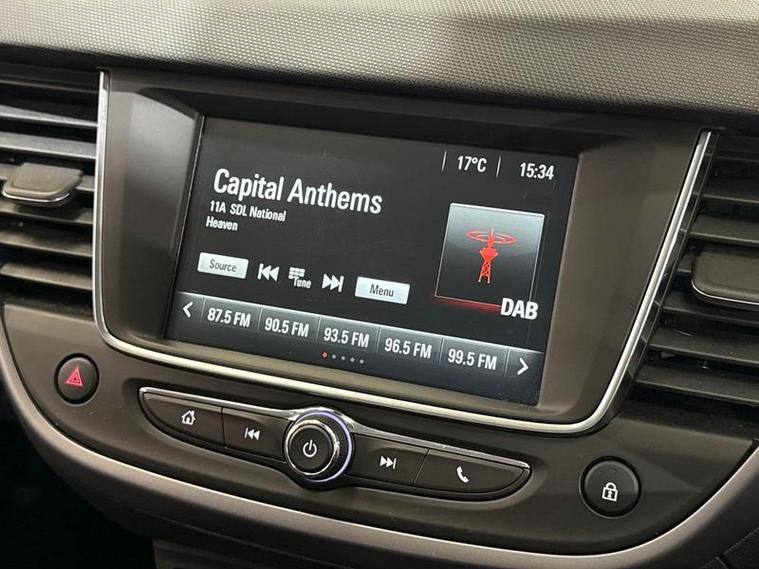 17°C 15:34
Capital Anthems
11A SDL National
Heaven
Source Tune Menu
DAB
87.5 FM 90.5 FM 93.5 FM 96.5 FM 99.5 FM